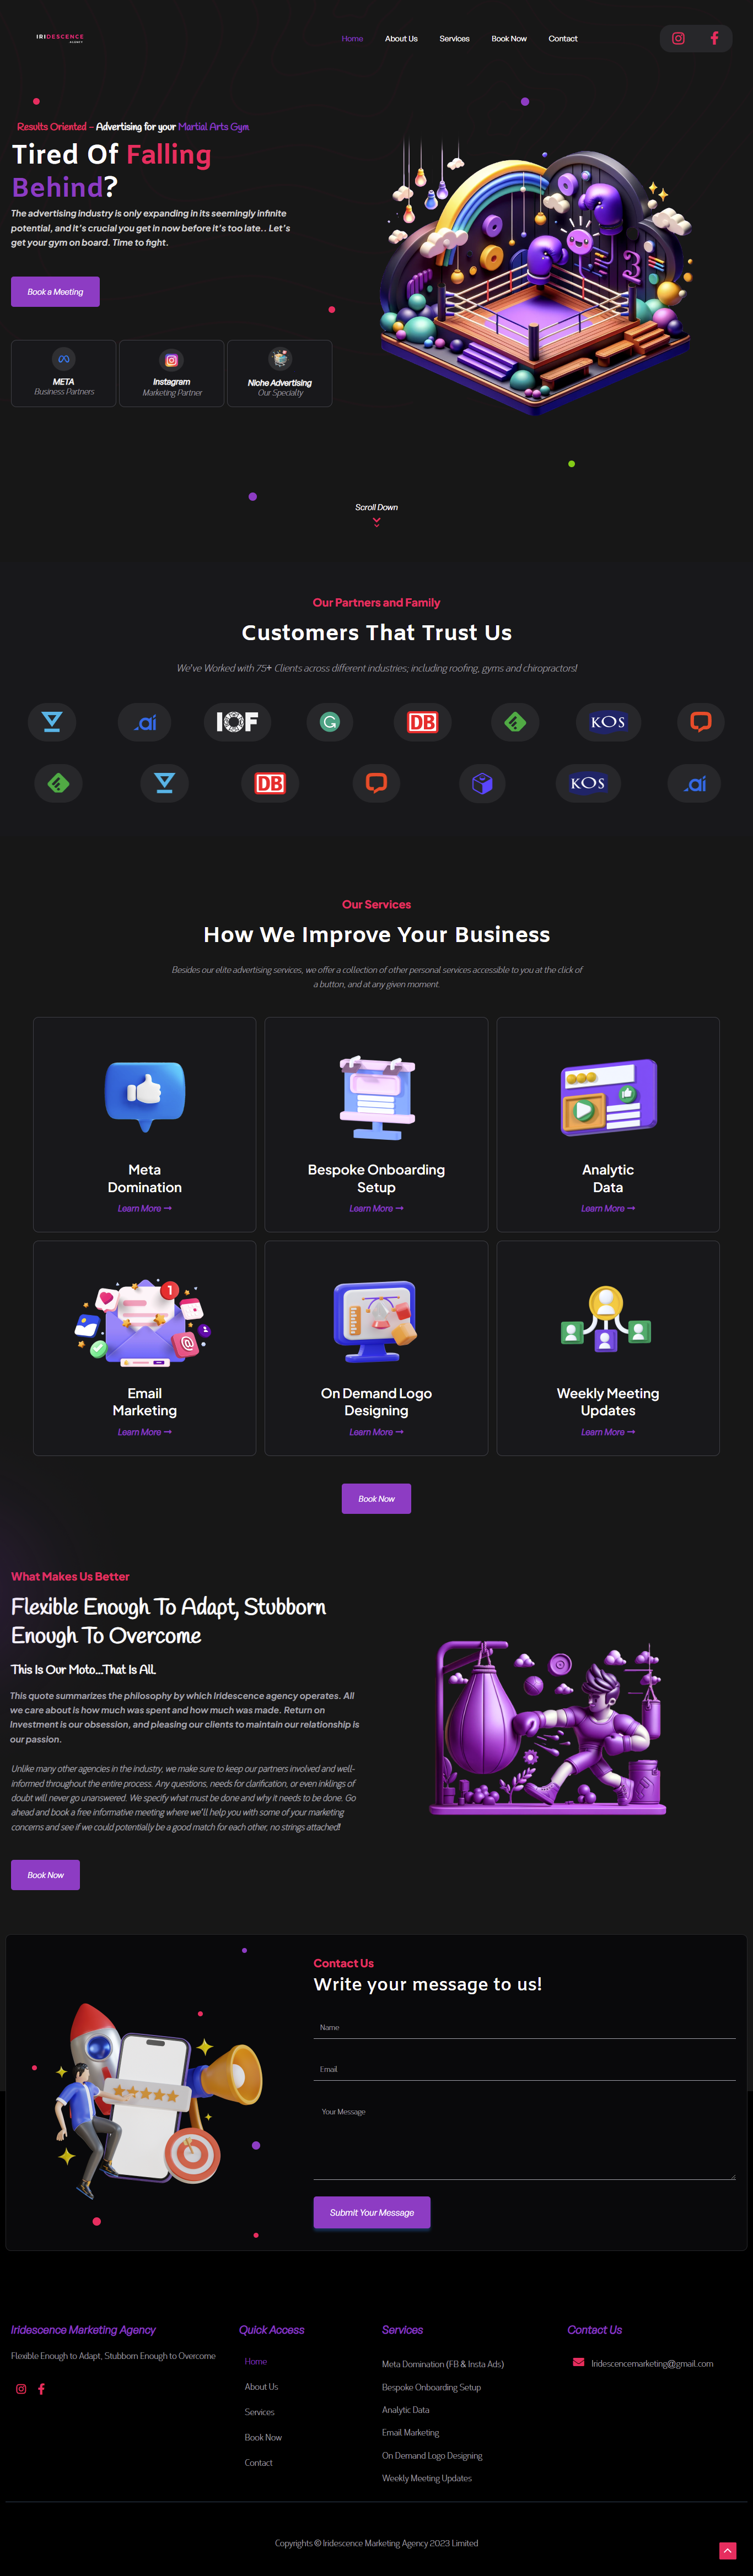 IRIDESCENCE
AGENCY
Home
About Us
Services
Book Now
Contact
Results Oriented - Advertising for your Martial Arts Gym
Tired Of Falling
Behind?
The advertising industry is only expanding in its seemingly infinite
potential, and it's crucial you get in now before it's too late.. Let's
get your gym on board. Time to fight.
Book a Meeting
META
Business Partners
Instagram
Marketing Partner
Niche Advertising
Our Specialty
Scroll Down
Our Partners and Family
Customers That Trust Us
We've Worked with 75+ Clients across different industries; including roofing, gyms and chiropractors!
.ai
IOF
G
DB
KOS
DB
KOS
.ai
Our Services
How We Improve Your Business
Besides our elite advertising services, we offer a collection of other personal services accessible to you at the click of
a button, and at any given moment.
Meta
Domination
Learn More →
Bespoke Onboarding
Setup
Learn More →
Analytic
Data
Learn More →
1
@
Email
Marketing
Learn More →
On Demand Logo
Designing
Learn More →
Weekly Meeting
Updates
Learn More →
Book Now
What Makes Us Better
Flexible Enough To Adapt, Stubborn
Enough To Overcome
This Is Our Moto...That Is All.
This quote summarizes the philosophy by which Iridescence agency operates. All
we care about is how much was spent and how much was made. Return on
Investment is our obsession, and pleasing our clients to maintain our relationship is
our passion.
Unlike many other agencies in the industry, we make sure to keep our partners involved and well-
informed throughout the entire process. Any questions, needs for clarification, or even inklings of
doubt will never go unanswered. We specify what must be done and why it needs to be done. Go
ahead and book a free informative meeting where we'll help you with some of your marketing
concerns and see if we could potentially be a good match for each other, no strings attached!
Book Now
Contact Us
Write your message to us!
Name
Email
Your Message
Submit Your Message
Iridescence Marketing Agency
Flexible Enough to Adapt, Stubborn Enough to Overcome
Quick Access
Home
About Us
Services
Book Now
Contact
Services
Meta Domination (FB & Insta Ads)
Bespoke Onboarding Setup
Analytic Data
Email Marketing
On Demand Logo Designing
Weekly Meeting Updates
Contact Us
Iridescencemarketing@gmail.com
Copyrights © Iridescence Marketing Agency 2023 Limited